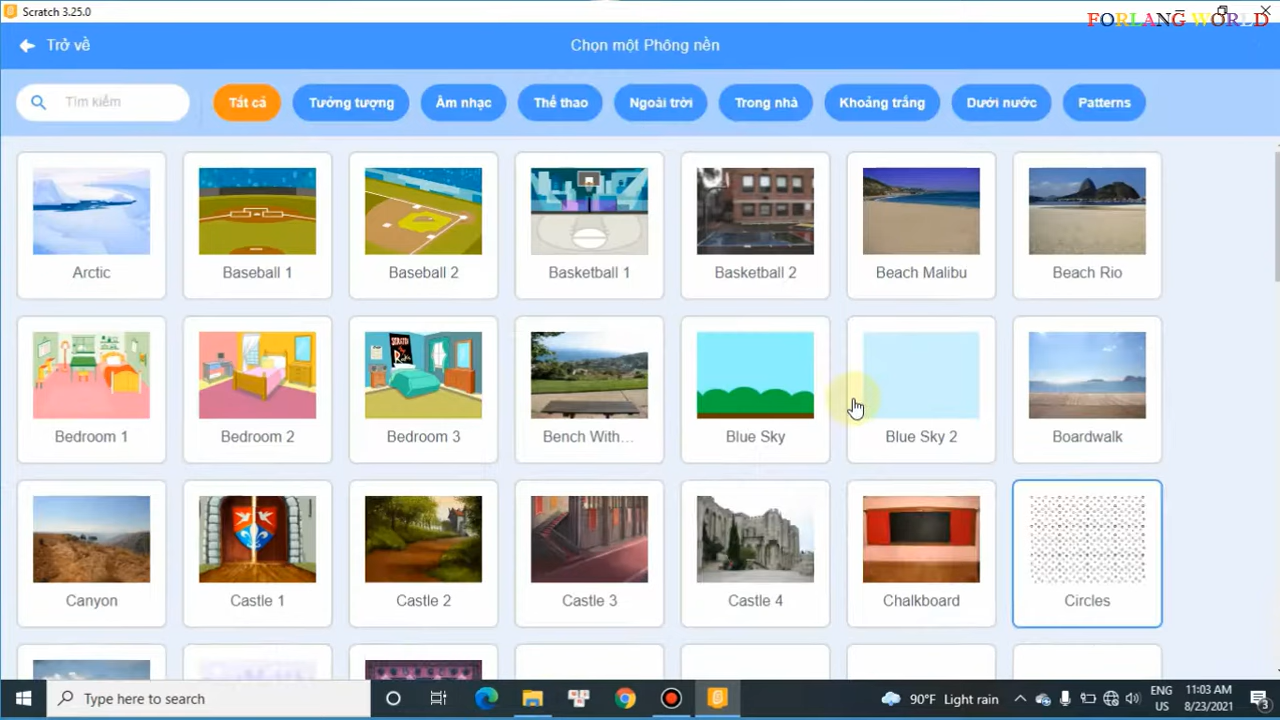 Scratch 3.25.0
FORLANG WORLD
Trở về
Chọn một Phông nền
Tìm kiếm
Tất cả
Tưởng tượng
Âm nhạc
Thể thao
Ngoài trời
Trong nhà
Khoảng trắng
Dưới nước
Patterns
Arctic
Baseball 1
Baseball 2
Basketball 1
Basketball 2
Beach Malibu
Beach Rio
Bedroom 1
Bedroom 2
Bedroom 3
Bench With...
Blue Sky
Blue Sky 2
Boardwalk
Canyon
Castle 1
Castle 2
Castle 3
Castle 4
Chalkboard
Circles
Type here to search
90°F Light rain
ENG
US
11:03 AM
8/23/2021
3